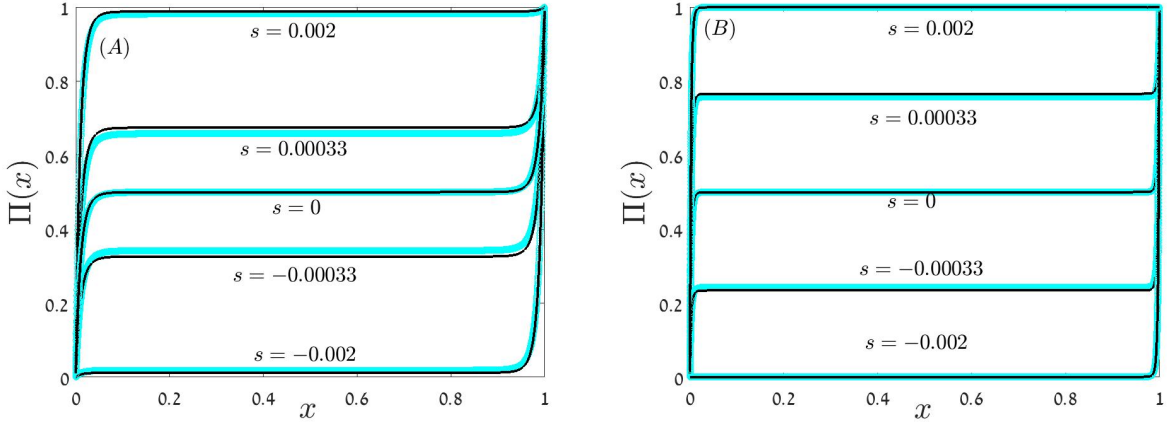 (A)
1
0.8
0.6
0.4
0.2
0
Π(x)
s = 0.002
s = 0.00033
s = 0
s = −0.00033
s = −0.002
0 0.2 0.4 0.6 0.8 1
x
(B)
1
0.8
0.6
0.4
0.2
0
Π(x)
s = 0.002
s = 0.00033
s = 0
s = −0.00033
s = −0.002
0 0.2 0.4 0.6 0.8 1
x